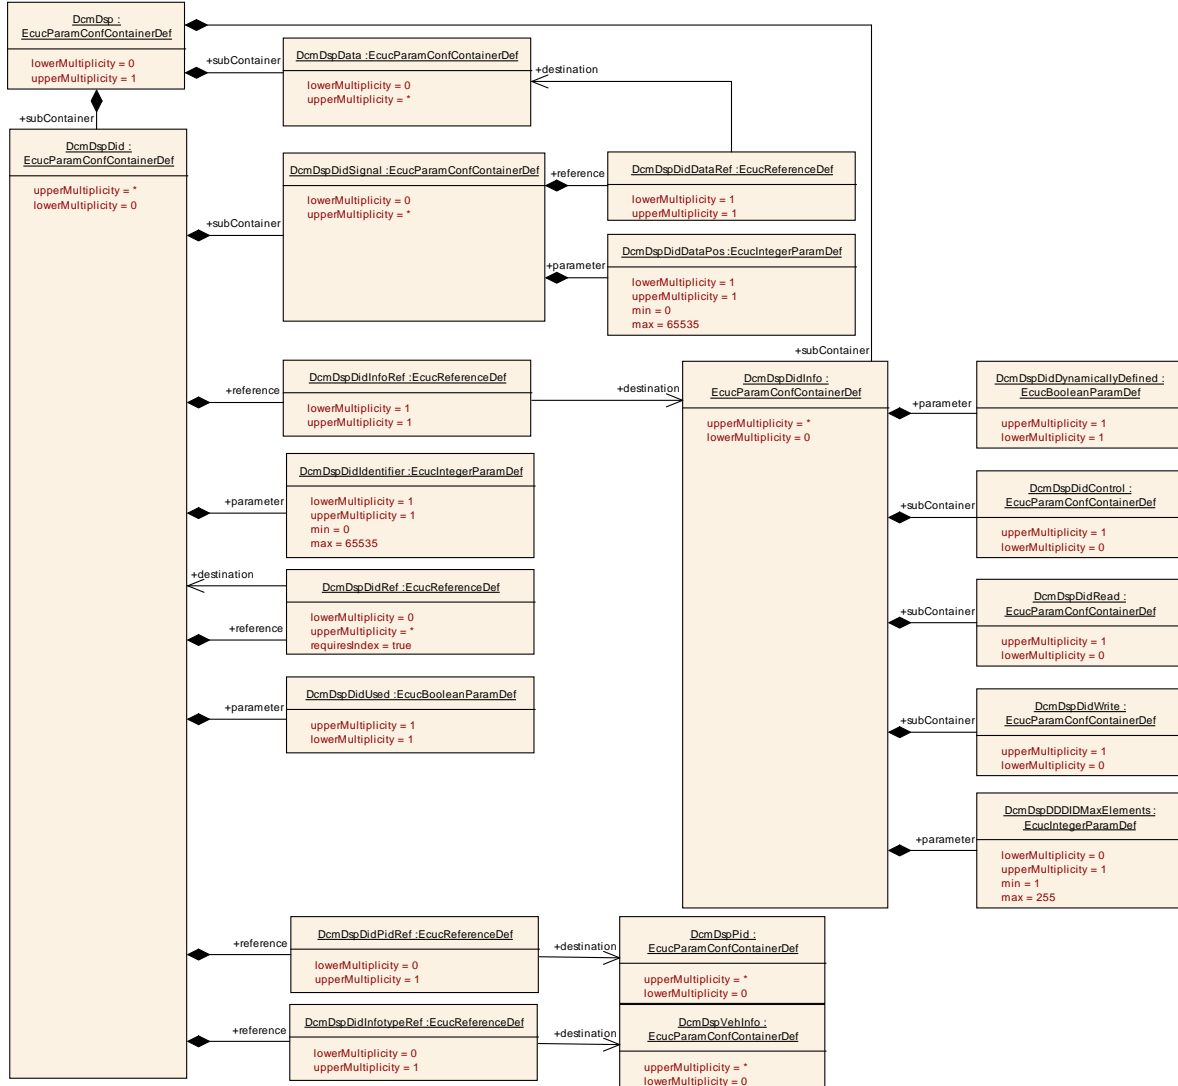 DcmDsp :
EcucParamConfContainerDef
lowerMultiplicity = 0
upperMultiplicity = 1
+subContainer
DcmDspData :EcucParamConfContainerDef
lowerMultiplicity = 0
upperMultiplicity = *
+destination
+subContainer
DcmDspDid :
EcucParamConfContainerDef
upperMultiplicity = *
lowerMultiplicity = 0
+subContainer
DcmDspDidSignal :EcucParamConfContainerDef
lowerMultiplicity = 0
upperMultiplicity = *
+reference
DcmDspDidDataRef :EcucReferenceDef
lowerMultiplicity = 1
upperMultiplicity = 1
+parameter
DcmDspDidDataPos :EcucIntegerParamDef
lowerMultiplicity = 1
upperMultiplicity = 1
min = 0
max = 65535
+subContainer
+reference
DcmDspDidInfoRef :EcucReferenceDef
lowerMultiplicity = 1
upperMultiplicity = 1
+destination
DcmDspDidInfo :
EcucParamConfContainerDef
upperMultiplicity = *
lowerMultiplicity = 0
+parameter
DcmDspDidDynamicallyDefined :
EcucBooleanParamDef
upperMultiplicity = 1
lowerMultiplicity = 1
+parameter
DcmDspDidIdentifier :EcucIntegerParamDef
lowerMultiplicity = 1
upperMultiplicity = 1
min = 0
max = 65535
+subContainer
DcmDspDidControl :
EcucParamConfContainerDef
upperMultiplicity = 1
lowerMultiplicity = 0
+destination
DcmDspDidRef :EcucReferenceDef
+reference
lowerMultiplicity = 0
upperMultiplicity = *
requiresIndex = true
+subContainer
DcmDspDidRead :
EcucParamConfContainerDef
upperMultiplicity = 1
lowerMultiplicity = 0
+parameter
DcmDspDidUsed :EcucBooleanParamDef
upperMultiplicity = 1
lowerMultiplicity = 1
+subContainer
DcmDspDidWrite :
EcucParamConfContainerDef
upperMultiplicity = 1
lowerMultiplicity = 0
+parameter
DcmDspDDDIDMaxElements :
EcucIntegerParamDef
lowerMultiplicity = 0
upperMultiplicity = 1
min = 1
max = 255
+reference
DcmDspDidPidRef :EcucReferenceDef
lowerMultiplicity = 0
upperMultiplicity = 1
+destination
DcmDspPid :
EcucParamConfContainerDef
upperMultiplicity = *
lowerMultiplicity = 0
+reference
DcmDspDidInfotypeRef :EcucReferenceDef
lowerMultiplicity = 0
upperMultiplicity = 1
+destination
DcmDspVehInfo :
EcucParamConfContainerDef
upperMultiplicity = *
lowerMultiplicity = 0